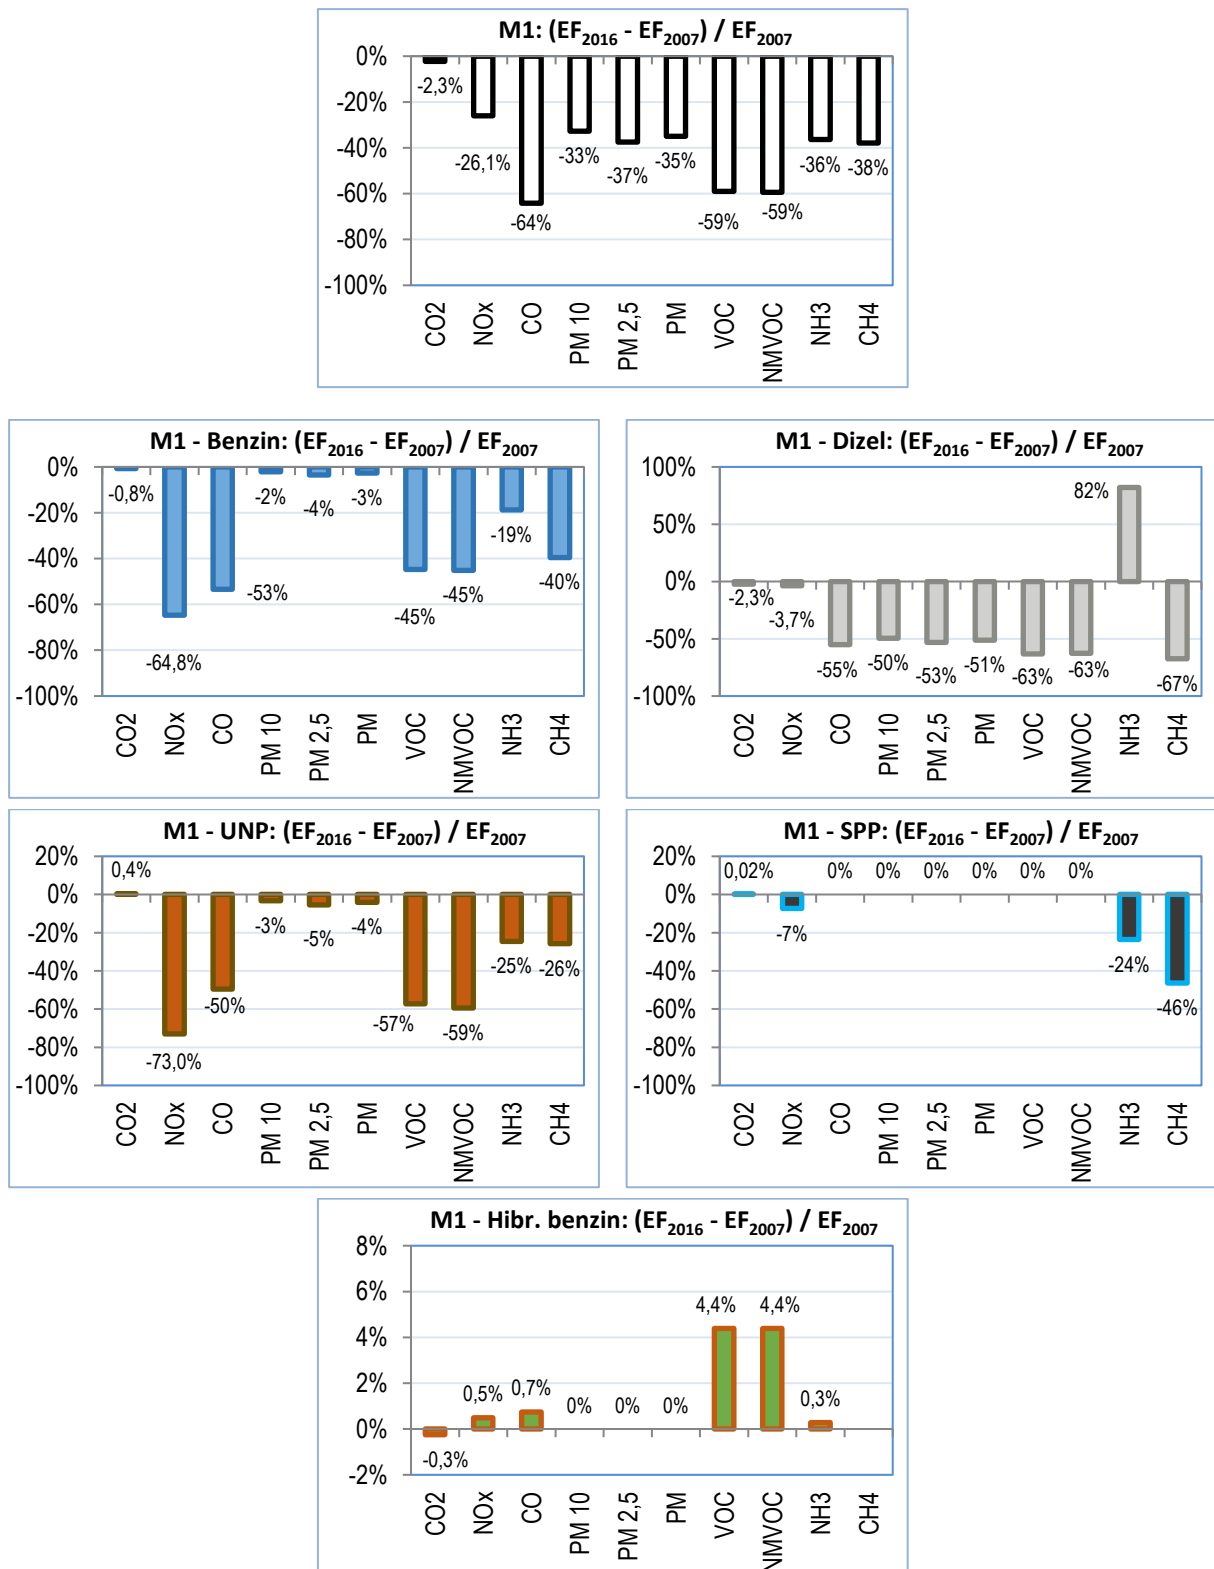 M1: (EF2016 - EF2007) / EF2007
0%
-20%
-40%
-60%
-80%
-100%
-2,3%
-26,1%
-64%
-33%
-37%
-35%
-59%
-59%
-36%
-38%
CO2
NOx
CO
PM 10
PM 2,5
PM
VOC
NMVOC
NH3
CH4
M1 - Benzin: (EF2016 - EF2007) / EF2007
0%
-20%
-40%
-60%
-80%
-100%
-0,8%
-64,8%
-53%
-2%
-4%
-3%
-45%
-45%
-19%
-40%
CO2
NOx
CO
PM 10
PM 2,5
PM
VOC
NMVOC
NH3
CH4
M1 - Dizel: (EF2016 - EF2007) / EF2007
100%
50%
0%
-50%
-100%
-2,3%
-3,7%
-55%
-50%
-53%
-51%
-63%
-63%
82%
-67%
CO2
NOx
CO
PM 10
PM 2,5
PM
VOC
NMVOC
NH3
CH4
M1 - UNP: (EF2016 - EF2007) / EF2007
20%
0%
-20%
-40%
-60%
-80%
-100%
0,4%
-73,0%
-50%
-3%
-5%
-4%
-57%
-59%
-25%
-26%
CO2
NOx
CO
PM 10
PM 2,5
PM
VOC
NMVOC
NH3
CH4
M1 - SPP: (EF2016 - EF2007) / EF2007
20%
0%
-20%
-40%
-60%
-80%
-100%
0,02%
-7%
0%
0%
0%
0%
0%
0%
-24%
-46%
CO2
NOx
CO
PM 10
PM 2,5
PM
VOC
NMVOC
NH3
CH4
M1 - Hibr. benzin: (EF2016 - EF2007) / EF2007
8%
6%
4%
2%
0%
-2%
-0,3%
0,5%
0,7%
0%
0%
0%
4,4%
4,4%
0,3%
CO2
NOx
CO
PM 10
PM 2,5
PM
VOC
NMVOC
NH3
CH4